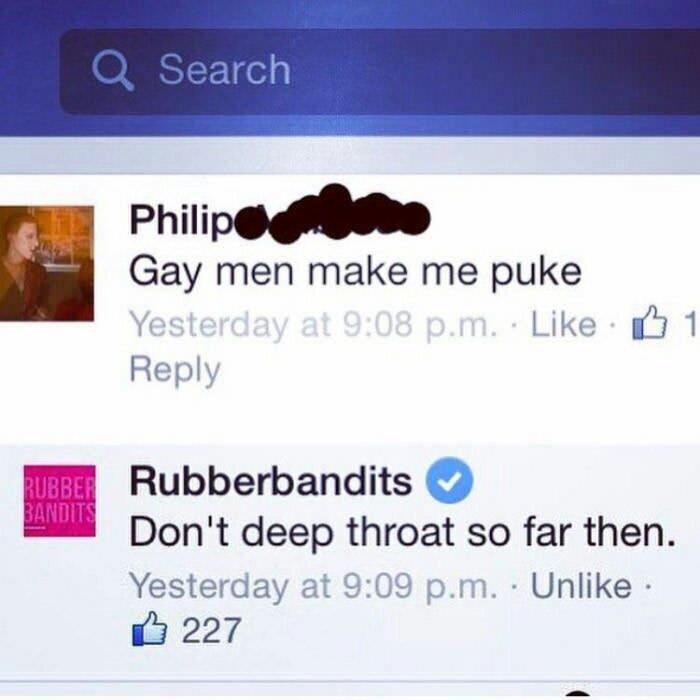 Search
Philip
Gay men make me puke
Yesterday at 9:08 p.m. · Like · 1
Reply
RUBBER
BANDITS
Rubberbandits
Don't deep throat so far then.
Yesterday at 9:09 p.m. · Unlike ·
227